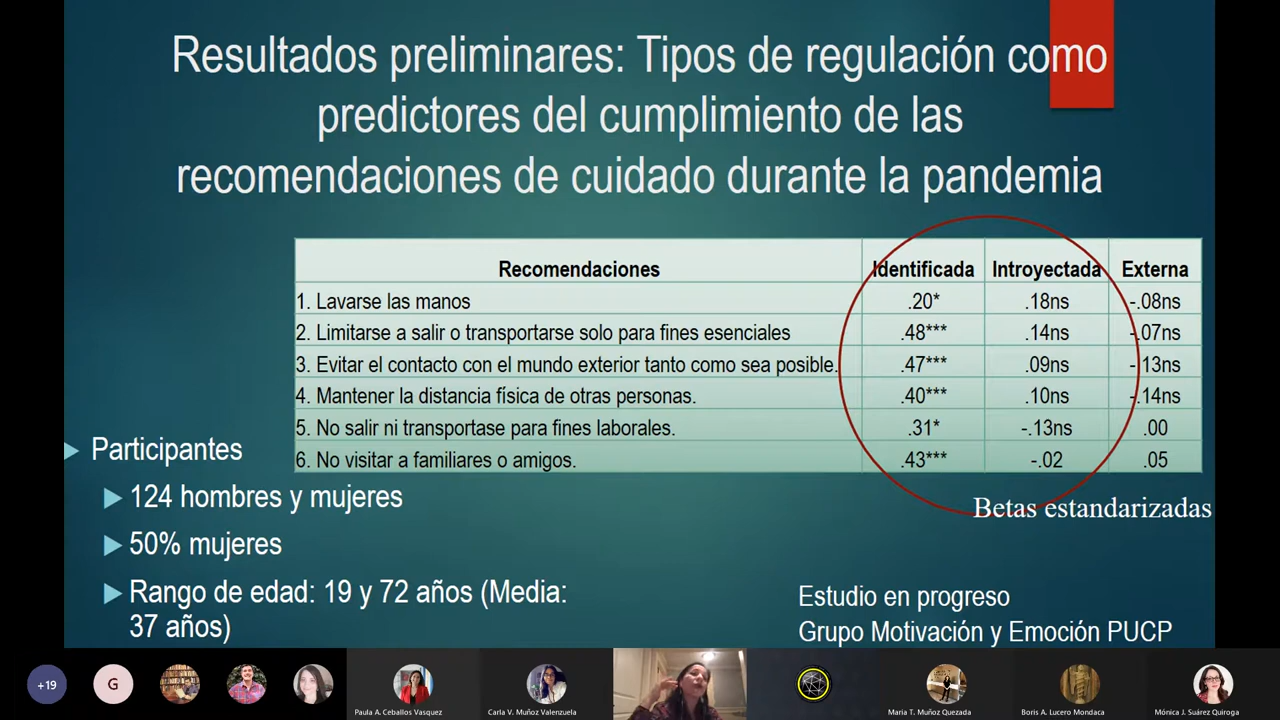 Resultados preliminares: Tipos de regulación como
predictores del cumplimiento de las
recomendaciones de cuidado durante la pandemia
Recomendaciones Identificada Introyectada Externa
1. Lavarse las manos .20* .18ns -.08ns
2. Limitarse a salir o transportarse solo para fines esenciales .48*** .14ns -.07ns
3. Evitar el contacto con el mundo exterior tanto como sea posible. .47*** .09ns -.13ns
4. Mantener la distancia física de otras personas. .40*** .10ns -.14ns
5. No salir ni transportase para fines laborales. .31* -.13ns .00
6. No visitar a familiares o amigos. .43*** -.02 .05
Betas estandarizadas
Participantes
124 hombres y mujeres
50% mujeres
Rango de edad: 19 y 72 años (Media:
37 años)
Estudio en progreso
Grupo Motivación y Emoción PUCP
+19
G
Paula A. Ceballos Vasquez
Carla V. Muñoz Valenzuela
Maria T. Muñoz Quezada
Boris A. Lucero Mondaca
Mónica J. Suárez Quiroga